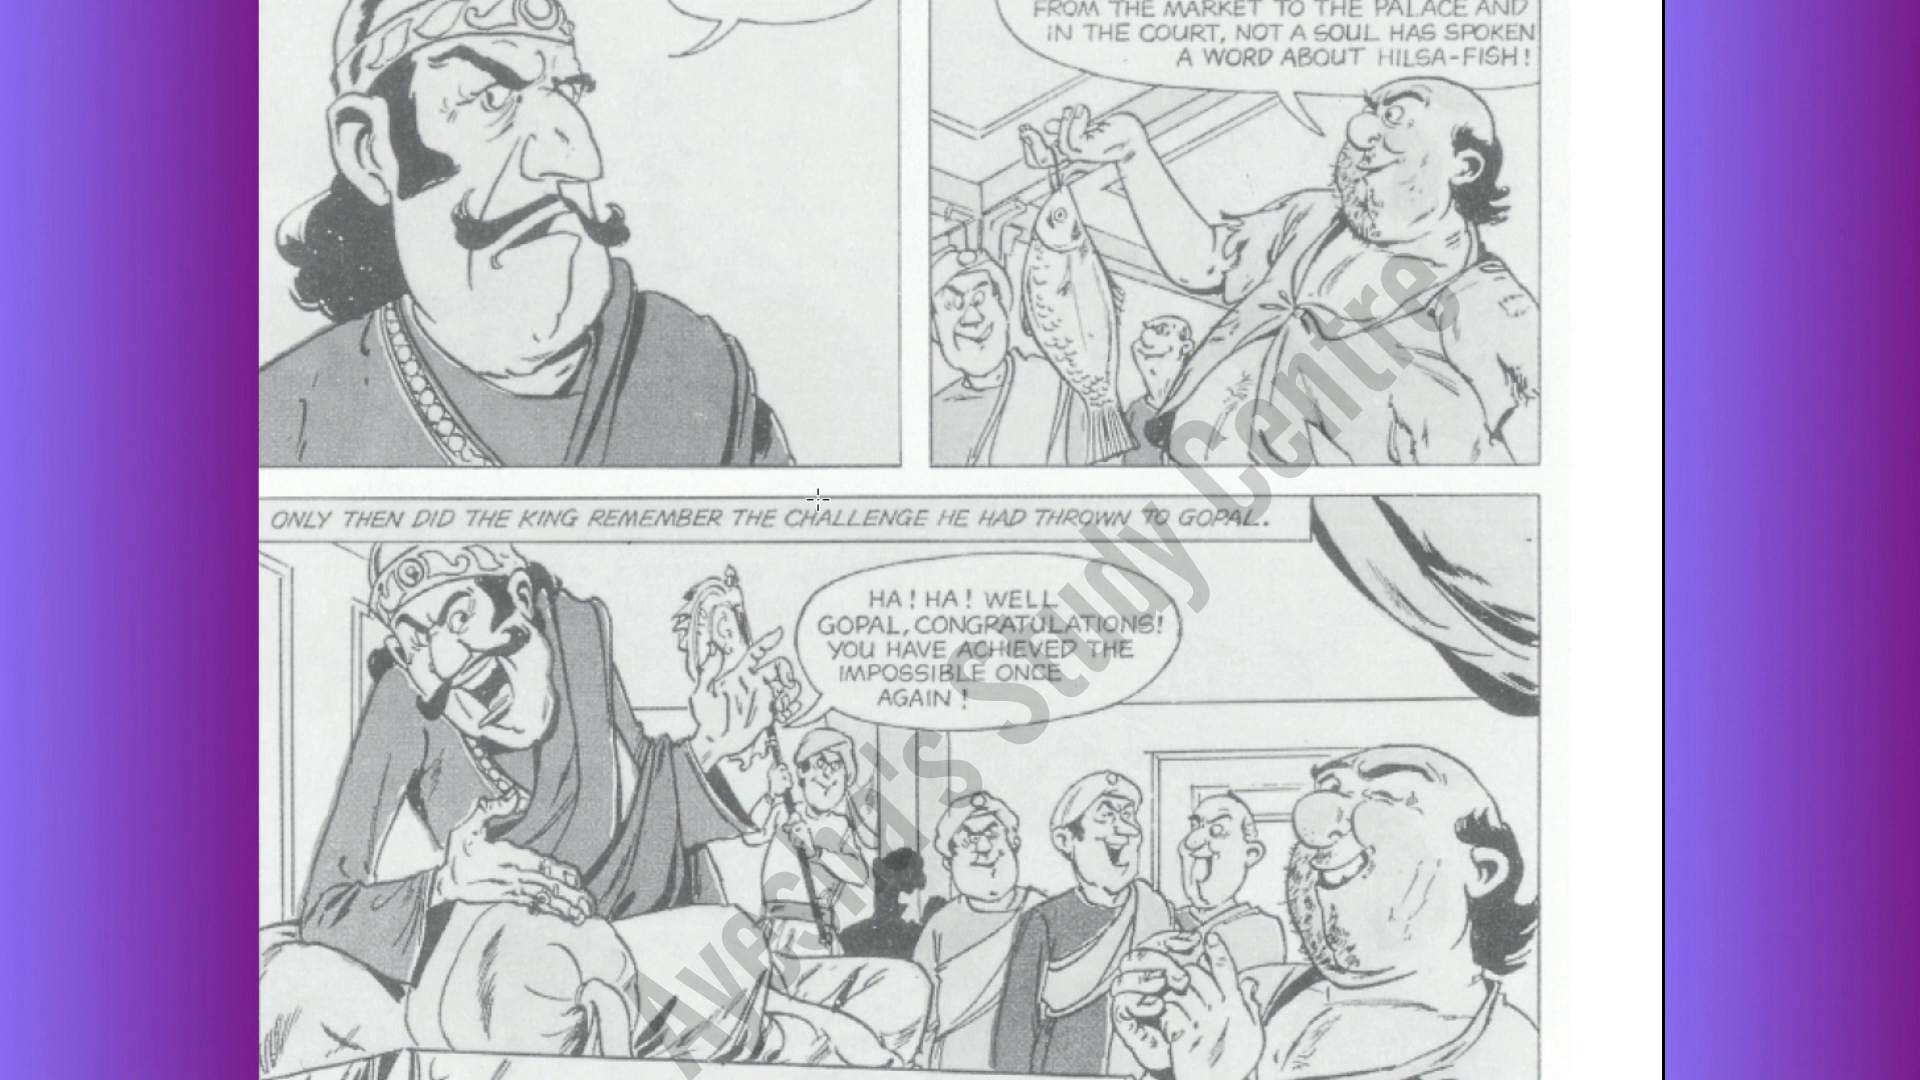 FROM THE MARKET TO THE PALACE AND
IN THE COURT, NOT A SOUL HAS SPOKEN
A WORD ABOUT HILSA-FISH!
ONLY THEN DID THE KING REMEMBER THE CHALLENGE HE HAD THROWN TO GOPAL.
HA! HA! WELL
GOPAL, CONGRATULATIONS!
YOU HAVE ACHIEVED THE
IMPOSSIBLE ONCE
AGAIN!
Avesha's Study Centre